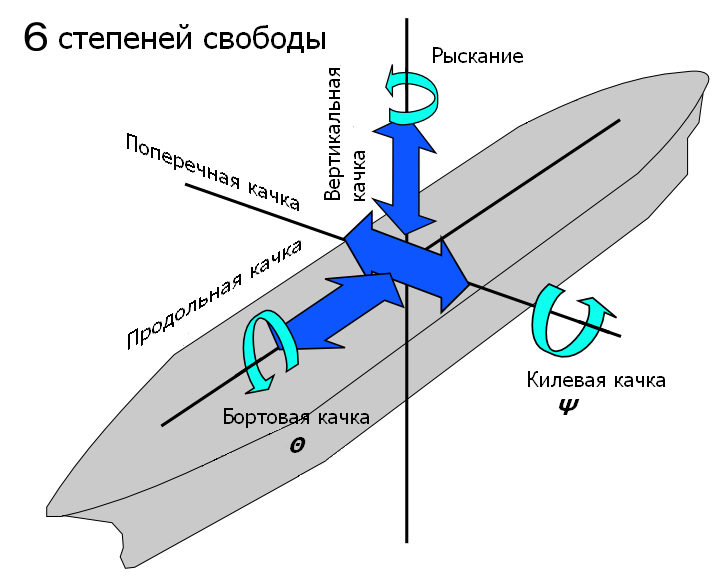 6 степеней свободы
Рыскание
Вертикальная
качка
Поперечная качка
Продольная качка
Килевая качка
Ψ
Бортовая качка
Θ